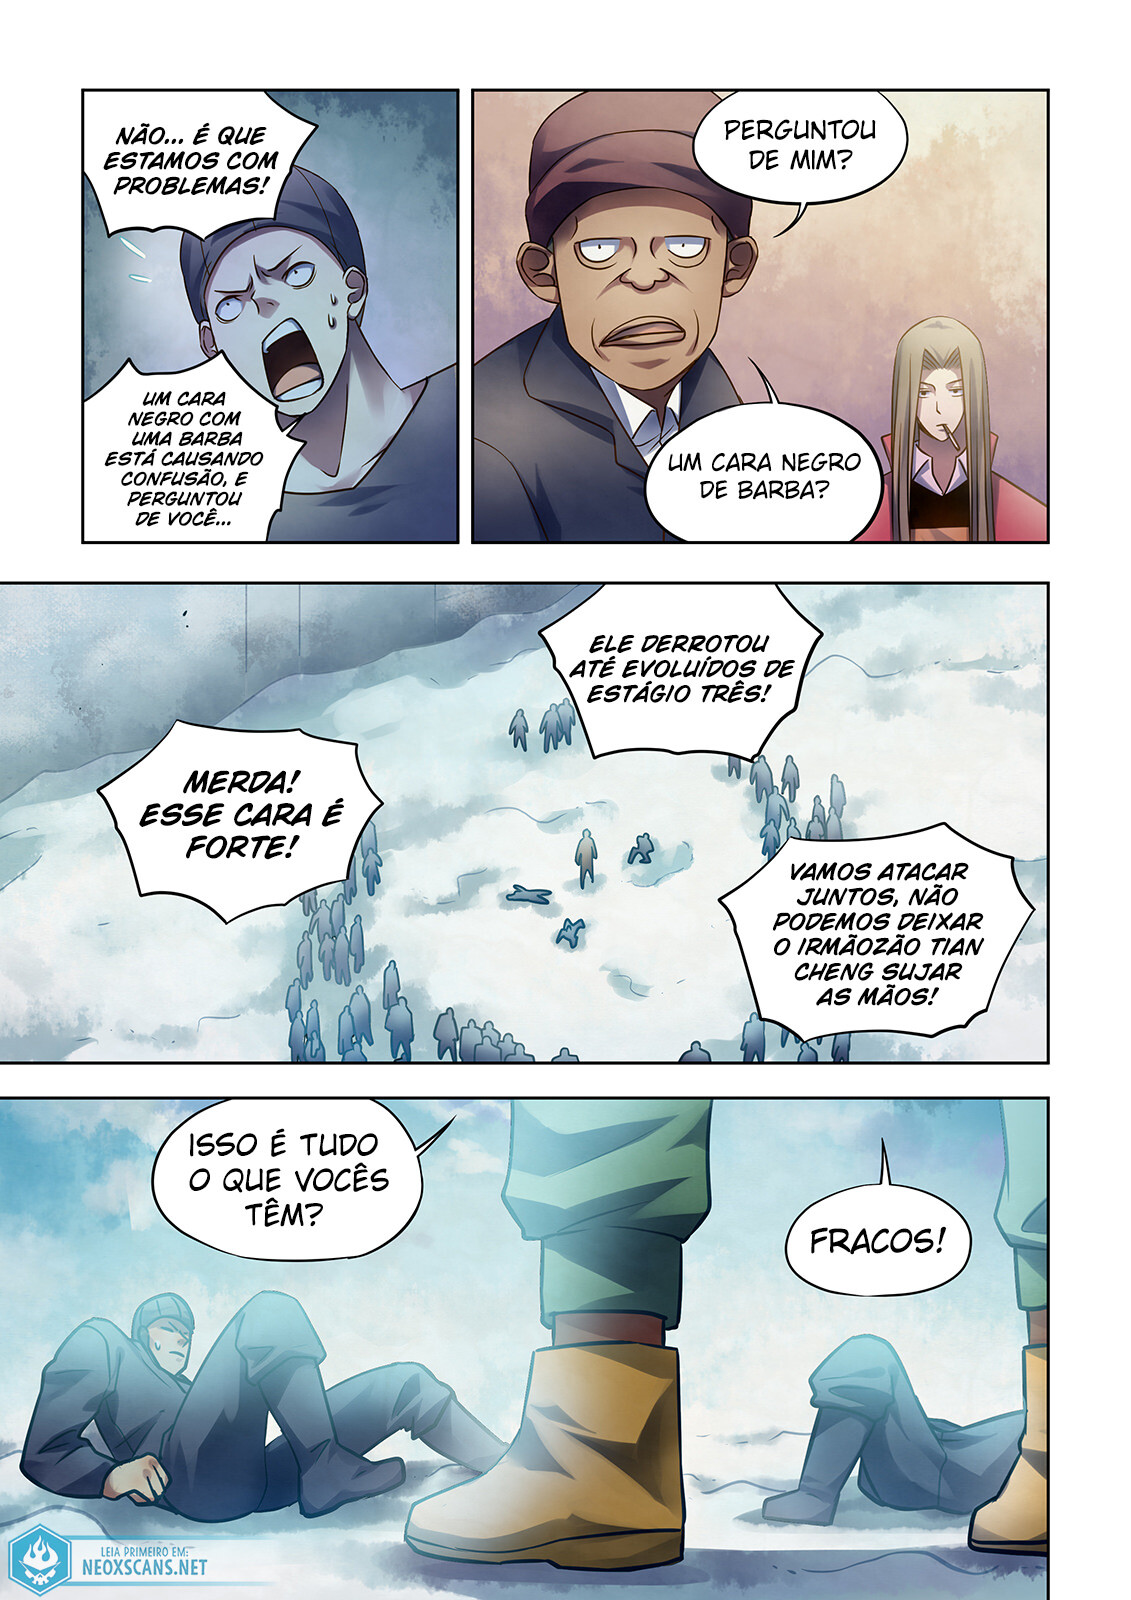 NÃO... É QUE
ESTAMOS COM
PROBLEMAS!
UM CARA
NEGRO COM
UMA BARBA
ESTÁ CAUSANDO
CONFUSÃO, E
PERGUNTOU
DE VOCÊ...
PERGUNTOU
DE MIM?
UM CARA NEGRO
DE BARBA?
ELE DERROTOU
ATÉ EVOLUÍDOS DE
ESTÁGIO TRÊS!
MERDA!
ESSE CARA É
FORTE!
VAMOS ATACAR
JUNTOS, NÃO
PODEMOS DEIXAR
O IRMÃOZÃO TIAN
CHENG SUJAR
AS MÃOS!
ISSO É TUDO
O QUE VOCÊS
TÊM?
FRACOS!
LEIA PRIMEIRO EM:
NEOXSCANS.NET